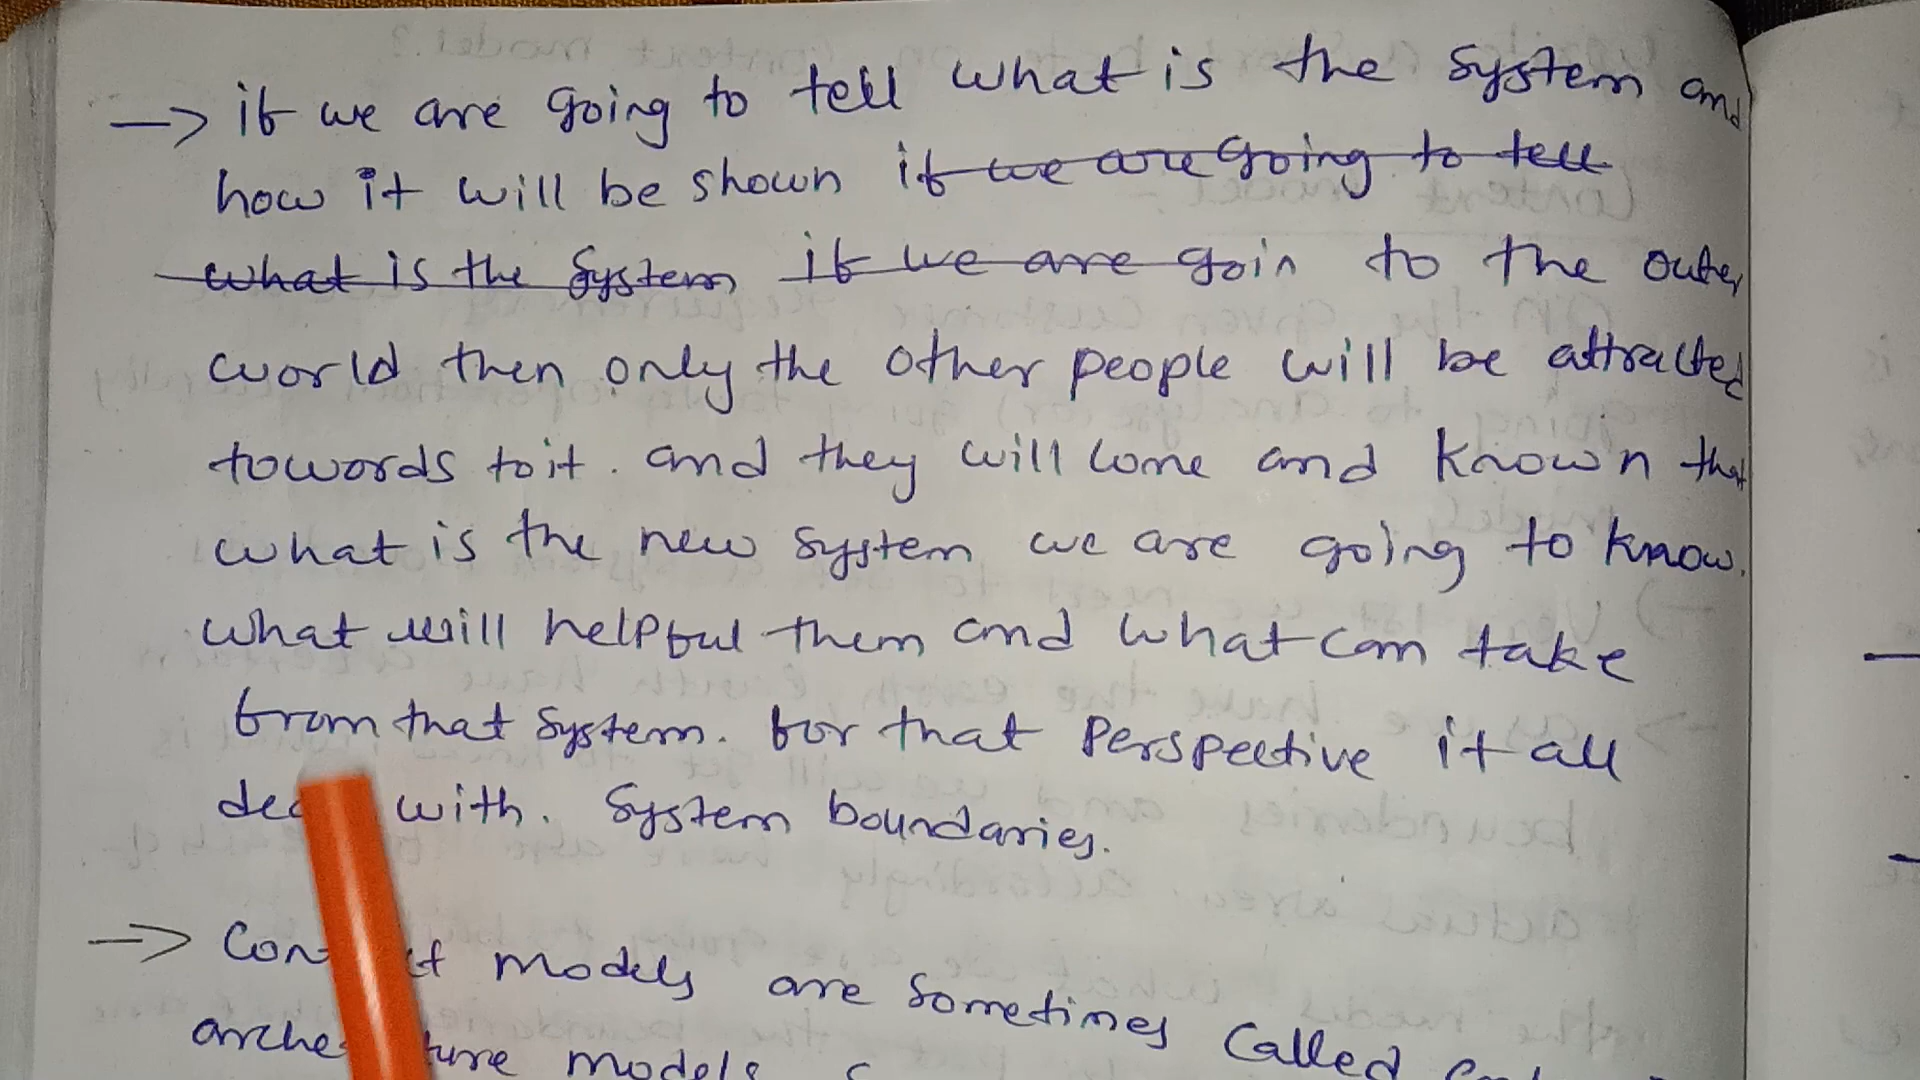 → if we are going to tell what is the system and
how it will be shown if we are going to tell
what is the system if we are goin to the outer
world then only the other people will be attracted
towords to it. and they will come and known that
what is the new system we are going to know.
what will helpful them and what can take
from that system. for that Perspective it all
with. System boundaries.
→ models are sometimes called
models